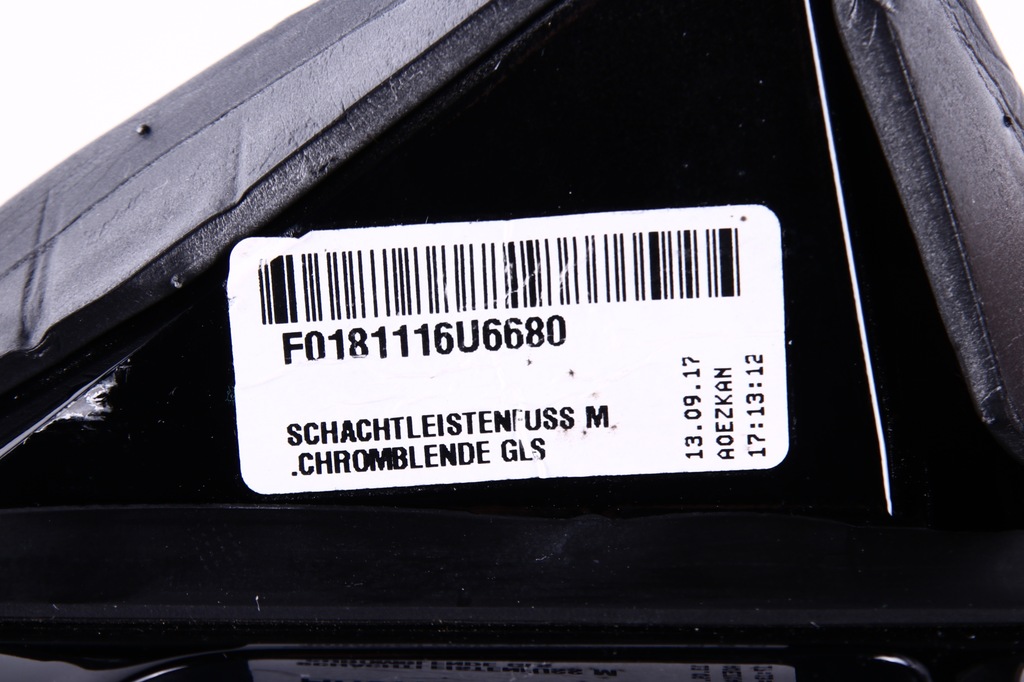 F0181116U6680
SCHACHTLEISTENFUSS M
.CHROMBLENDE GLS
13.09.17
AOEZKAN
17:13:12